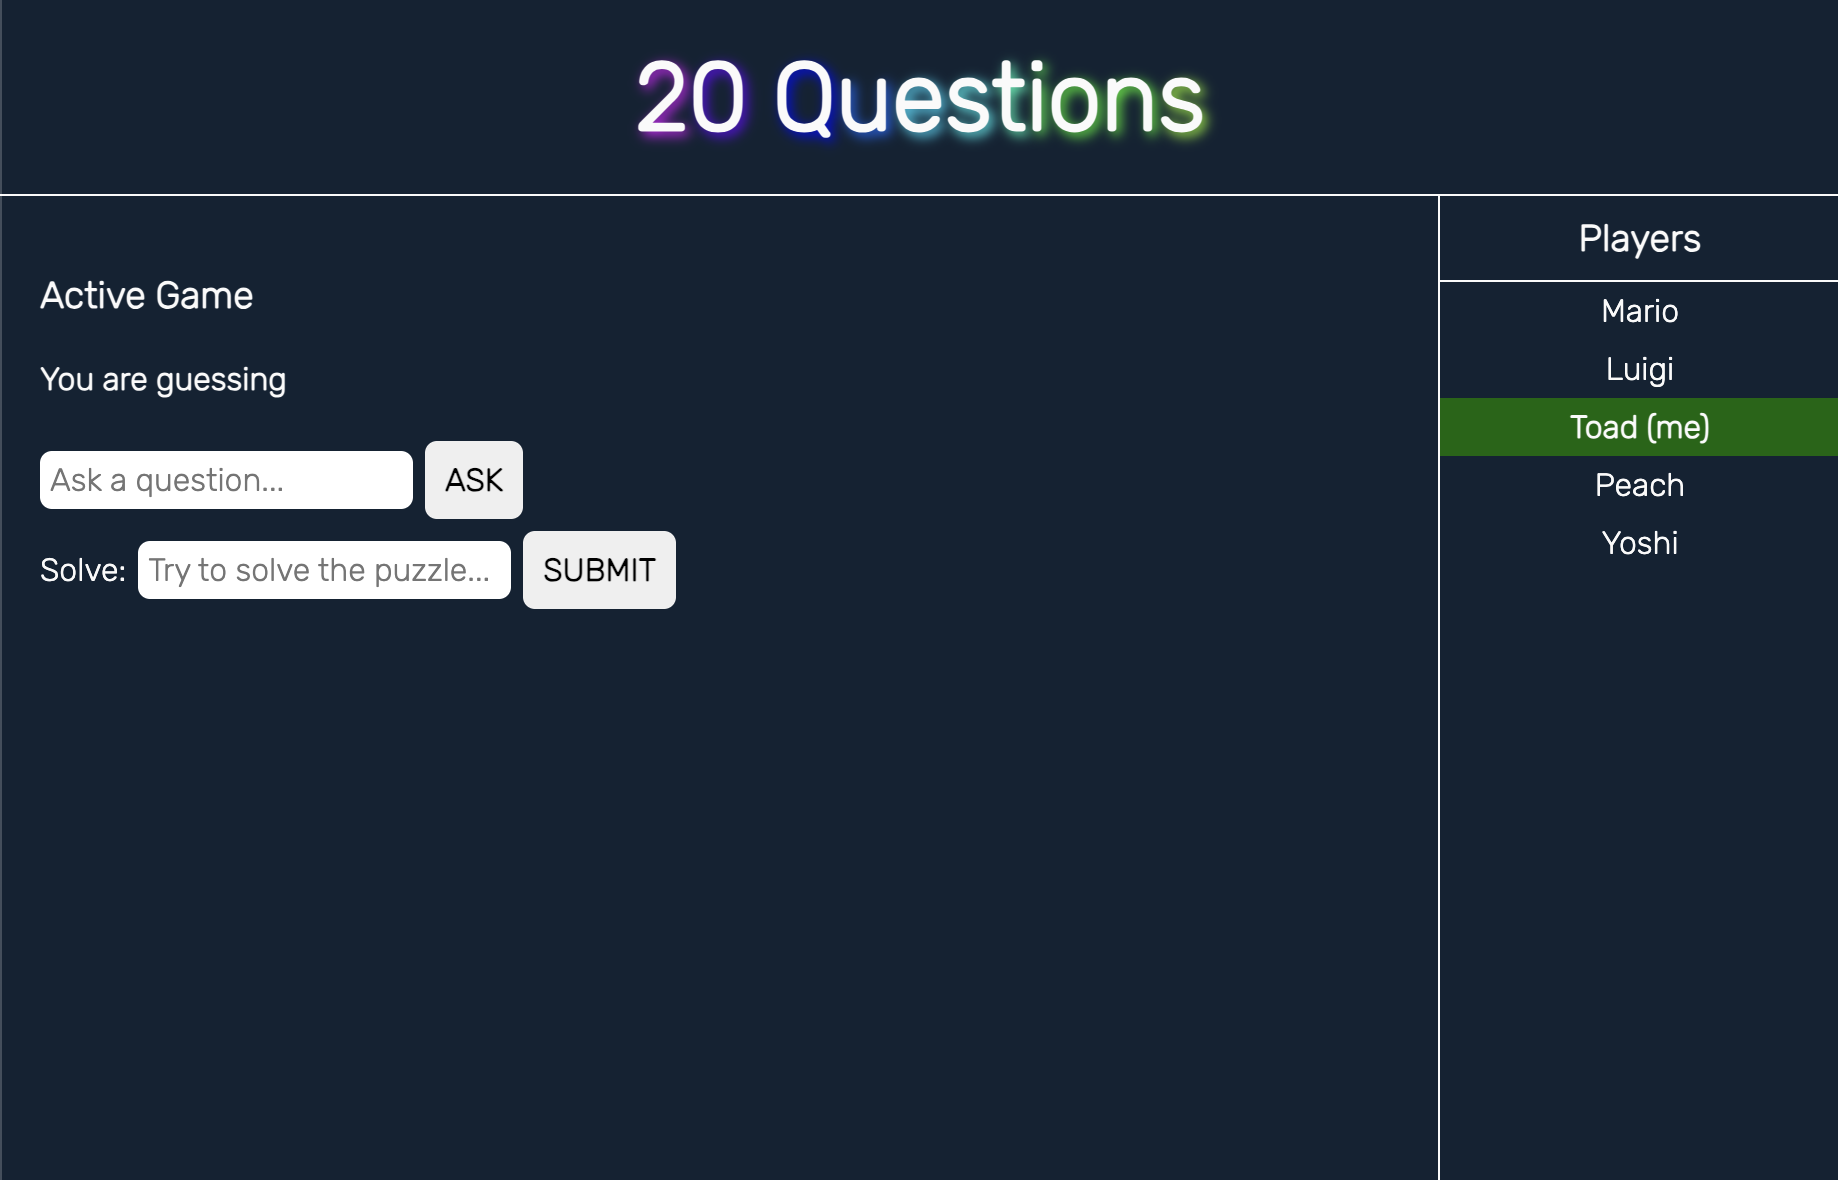 20 Questions
Active Game
You are guessing
Ask a question...
ASK
Solve:
Try to solve the puzzle...
SUBMIT
Players
Mario
Luigi
Toad (me)
Peach
Yoshi